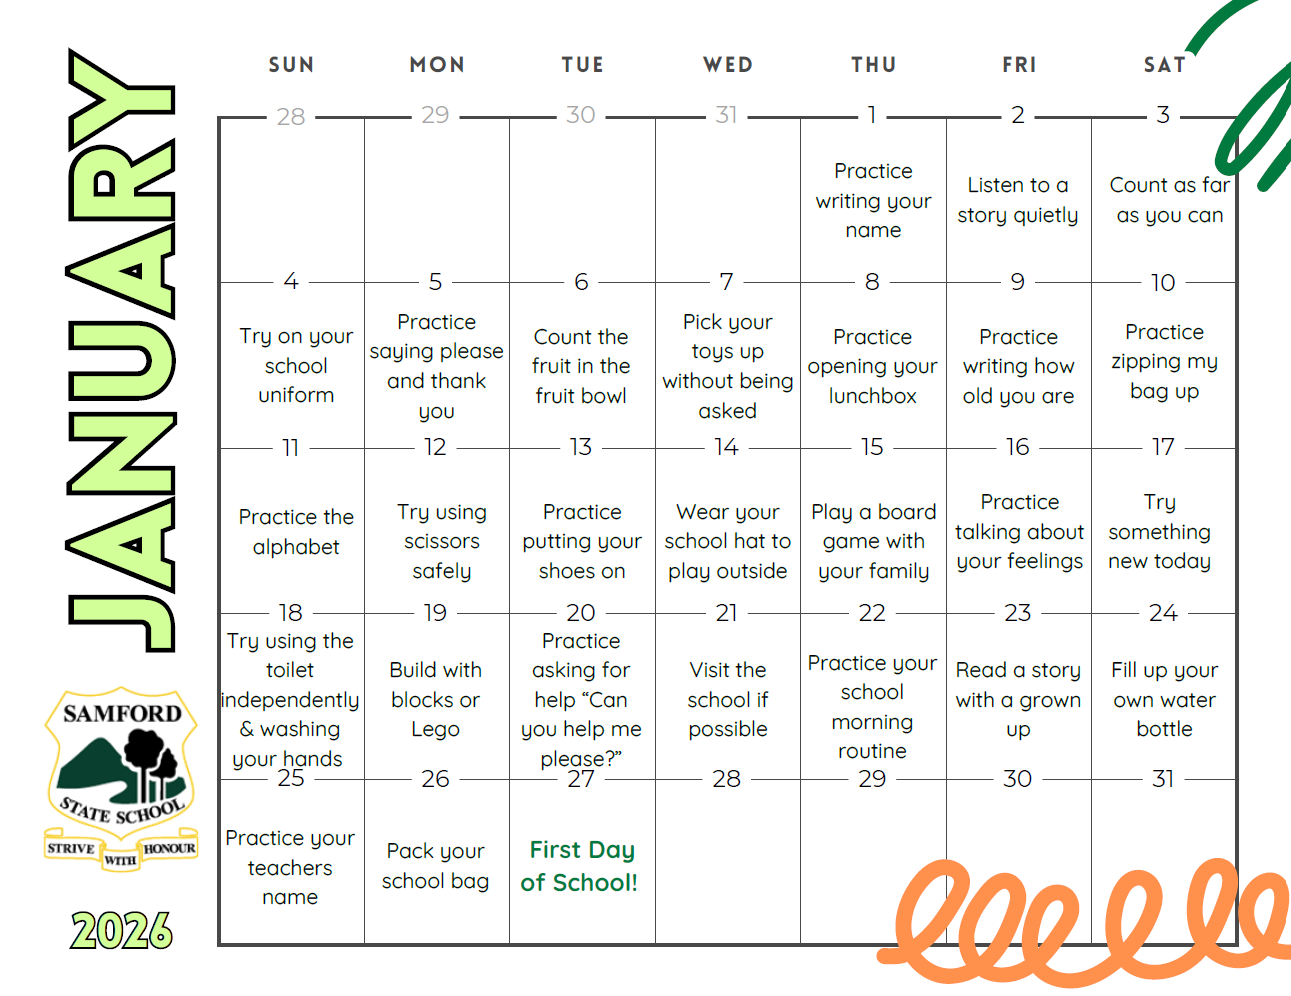 JANUARY
SUN MON TUE WED THU FRI SAT
28 29 30 31 1 2 3
Practice
writing your
name
Listen to a
story quietly
Count as far
as you can
4 5 6 7 8 9 10
Try on your
school
uniform
Practice
saying please
and thank
you
Count the
fruit in the
fruit bowl
Pick your
toys up
without being
asked
Practice
opening your
lunchbox
Practice
writing how
old you are
Practice
zipping my
bag up
11 12 13 14 15 16 17
Practice the
alphabet
Try using
scissors
safely
Practice
putting your
shoes on
Wear your
school hat to
play outside
Play a board
game with
your family
Practice
talking about
your feelings
Try
something
new today
18 19 20 21 22 23 24
Try using the
toilet
independently
& washing
your hands
Build with
blocks or
Lego
Practice
asking for
help “Can
you help me
please?”
Visit the
school if
possible
Practice your
school
morning
routine
Read a story
with a grown
up
Fill up your
own water
bottle
25 26 27 28 29 30 31
Practice your
teachers
name
Pack your
school bag
First Day
of School!
SAMFORD
STATE SCHOOL
STRIVE WITH HONOUR
2026